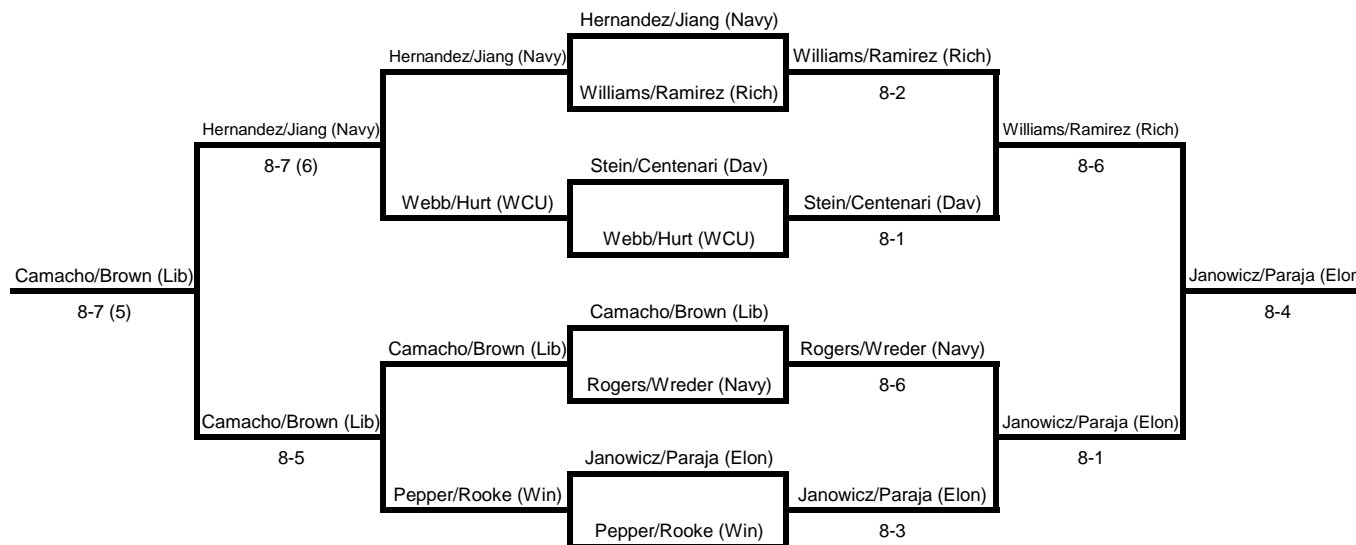 Hernandez/Jiang (Navy)
Hernandez/Jiang (Navy)
Williams/Ramirez (Rich)
Williams/Ramirez (Rich)
8-2
Hernandez/Jiang (Navy)
Williams/Ramirez (Rich)
8-7 (6)
Stein/Centenari (Dav)
8-6
Webb/Hurt (WCU)
Stein/Centenari (Dav)
Webb/Hurt (WCU)
8-1
Camacho/Brown (Lib)
Janowicz/Paraja (Elon
8-7 (5)
Camacho/Brown (Lib)
8-4
Camacho/Brown (Lib)
Rogers/Wreder (Navy)
Rogers/Wreder (Navy)
8-6
Camacho/Brown (Lib)
Janowicz/Paraja (Elon)
8-5
Janowicz/Paraja (Elon)
8-1
Pepper/Rooke (Win)
Janowicz/Paraja (Elon)
Pepper/Rooke (Win)
8-3